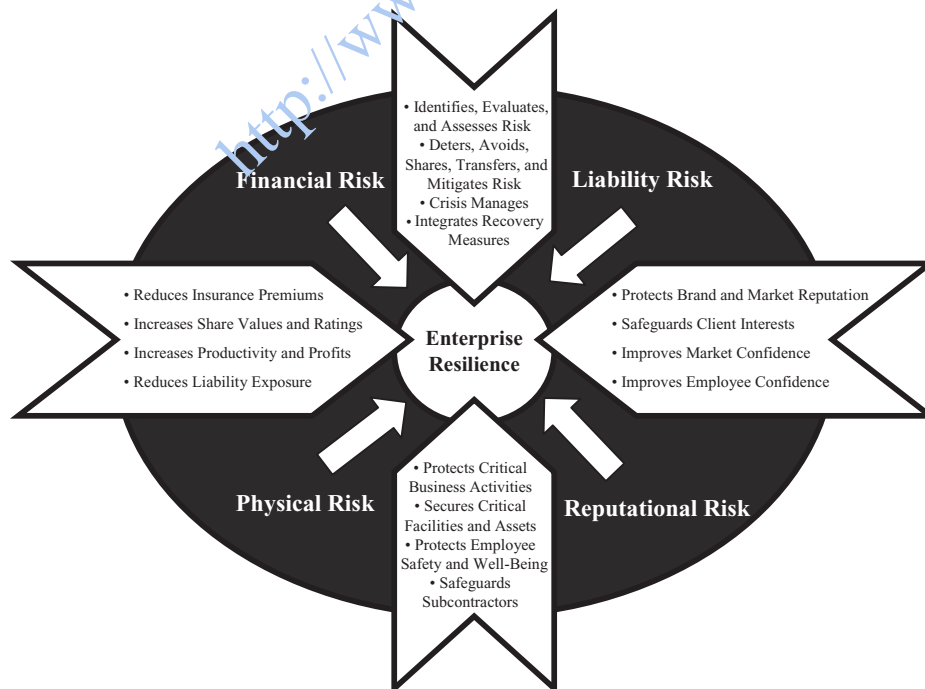 http://ww
• Identifies, Evaluates,
and Assesses Risk
• Deters, Avoids,
Shares, Transfers, and
Mitigates Risk
• Crisis Manages
• Integrates Recovery
Measures
Financial Risk
Liability Risk
• Reduces Insurance Premiums
• Increases Share Values and Ratings
• Increases Productivity and Profits
• Reduces Liability Exposure
Enterprise
Resilience
• Protects Brand and Market Reputation
• Safeguards Client Interests
• Improves Market Confidence
• Improves Employee Confidence
Physical Risk
Reputational Risk
• Protects Critical
Business Activities
• Secures Critical
Facilities and Assets
• Protects Employee
Safety and Well-Being
• Safeguards
Subcontractors